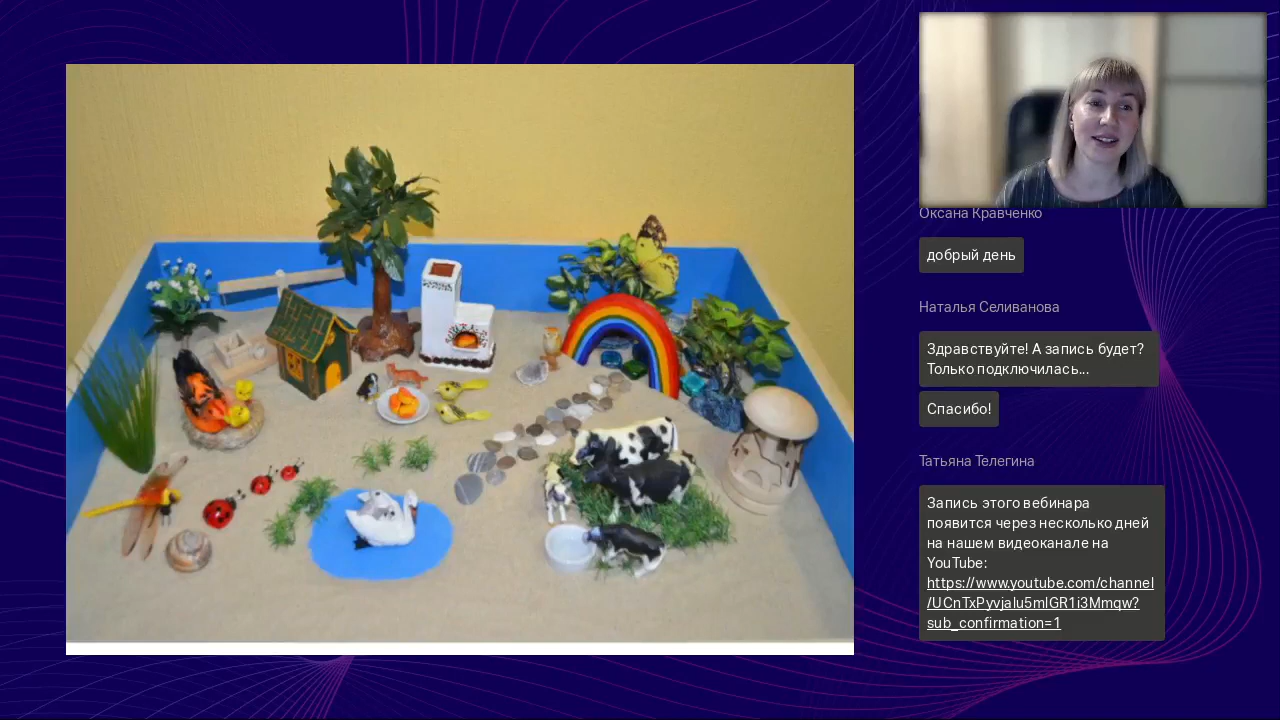 Оксана Кравченко
добрый день
Наталья Селиванова
Здравствуйте! А запись будет?
Только подключилась...
Спасибо!
Татьяна Телегина
Запись этого вебинара
появится через несколько дней
на нашем видеоканале на
YouTube:
https://www.youtube.com/channel
/UCnTxPyvjalu5mlGR1i3Mmqw?
sub_confirmation=1